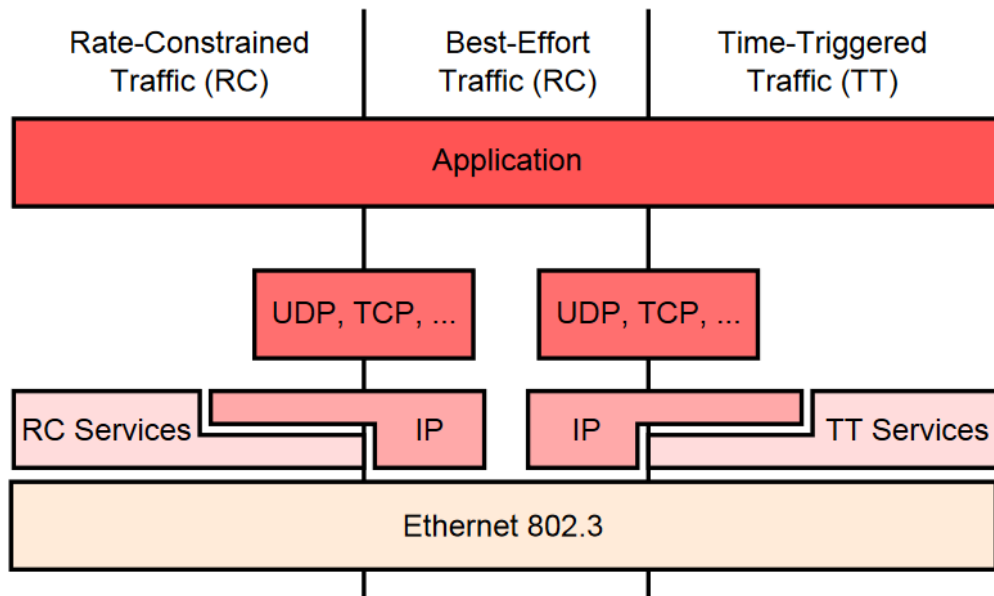 Rate-Constrained
Traffic (RC)
Best-Effort
Traffic (RC)
Time-Triggered
Traffic (TT)
Application
UDP, TCP, ...
UDP, TCP, ...
RC Services
IP
IP
TT Services
Ethernet 802.3